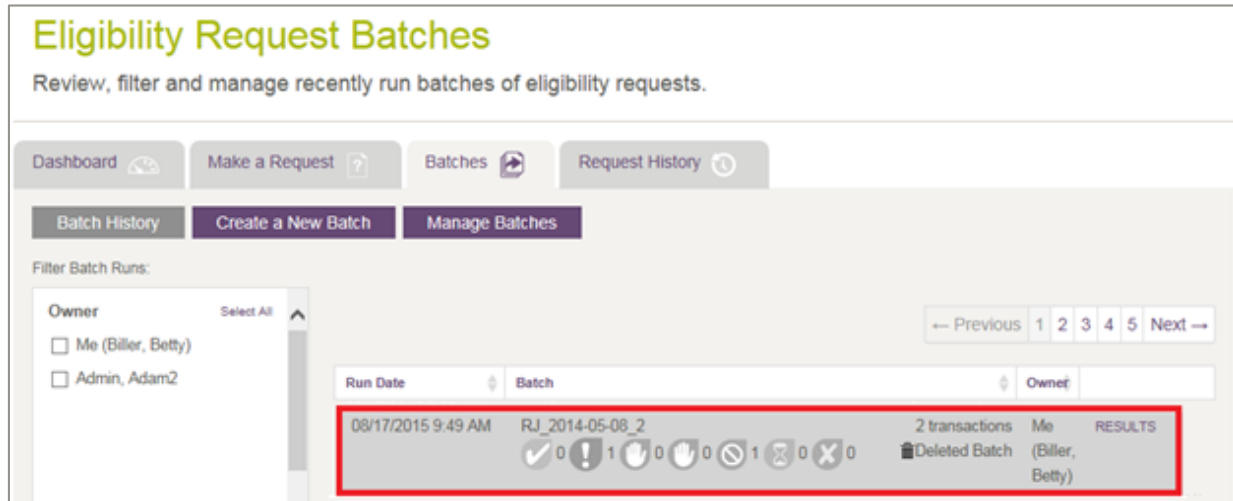 Eligibility Request Batches
Review, filter and manage recently run batches of eligibility requests.
Dashboard Make a Request ? Batches Request History
Batch History Create a New Batch Manage Batches
Filter Batch Runs:
Owner Select All
Me (Biller, Betty)
Admin, Adam2
← Previous 1 2 3 4 5 Next →
Run Date Batch Owner
08/17/2015 9:49 AM RJ_2014-05-08_2 2 transactions Me RESULTS
0 1 0 0 1 0 0 Deleted Batch (Biller,
Betty)